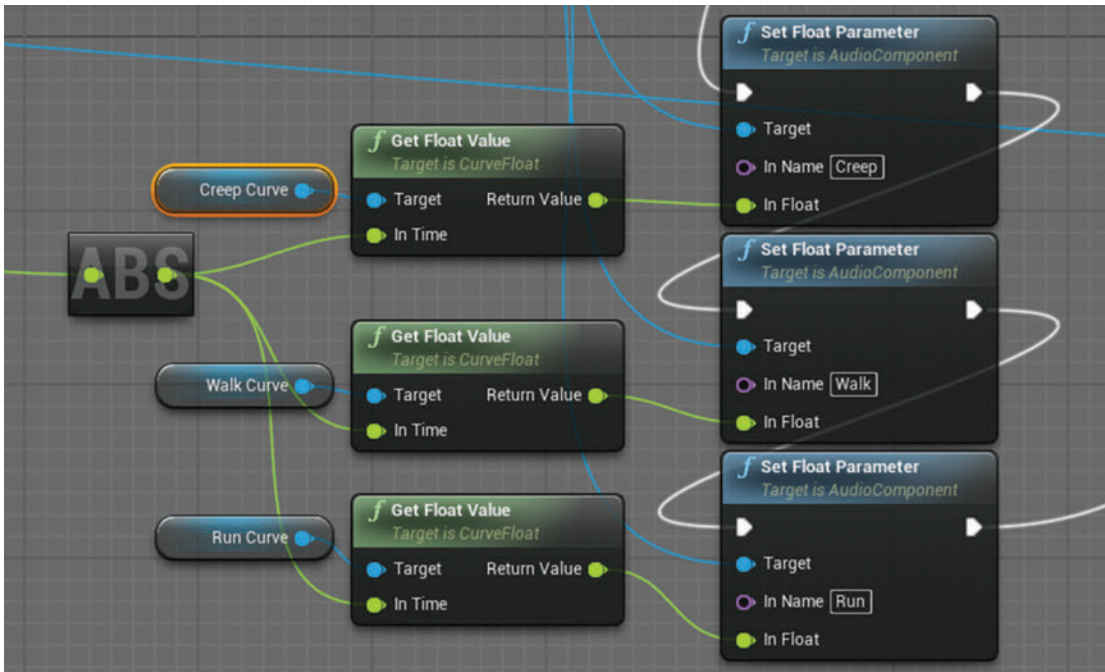 f Set Float Parameter
Target is AudioComponent
Target
In Name Creep
In Float
f Get Float Value
Target is CurveFloat
Creep Curve
Target Return Value
In Time
ABS
f Set Float Parameter
Target is AudioComponent
Target
In Name Walk
In Float
f Get Float Value
Target is CurveFloat
Walk Curve
Target Return Value
In Time
f Set Float Parameter
Target is AudioComponent
Target
In Name Run
In Float
f Get Float Value
Target is CurveFloat
Run Curve
Target Return Value
In Time